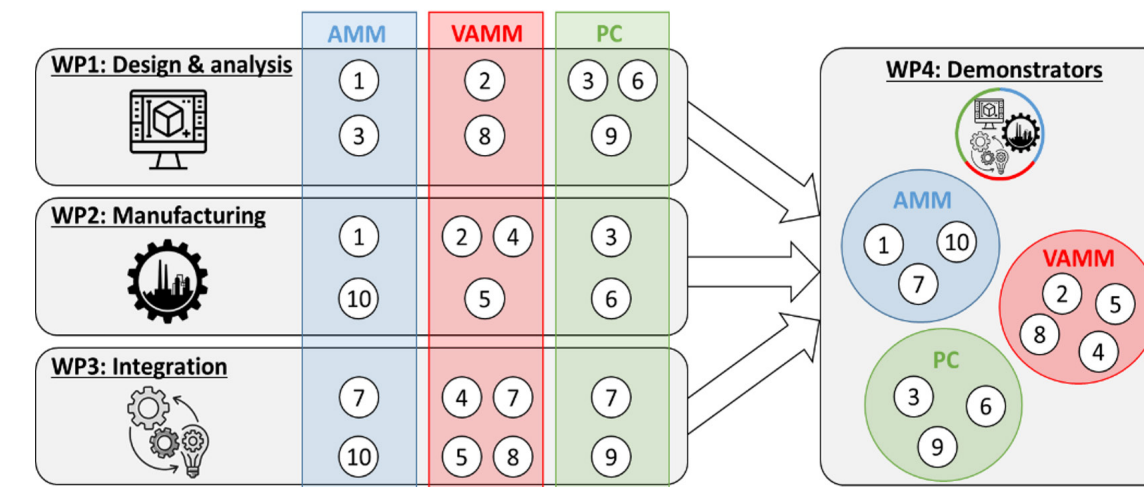 AMM VAMM PC
WP1: Design & analysis
1 2 3 6
3 8 9
WP2: Manufacturing
1 2 4 3
10 5 6
WP3: Integration
7 4 7 7
10 5 8 9
WP4: Demonstrators
AMM
1 10
7
VAMM
2 5
8 4
PC
3 6
9